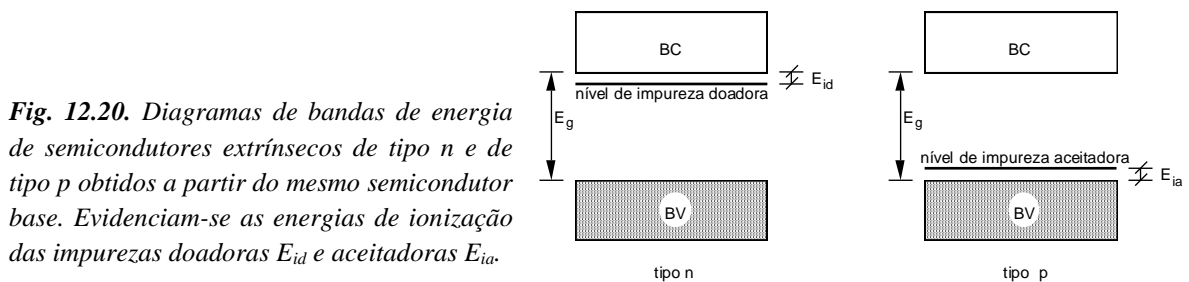 Fig. 12.20. Diagramas de bandas de energia
de semicondutores extrínsecos de tipo n e de
tipo p obtidos a partir do mesmo semicondutor
base. Evidenciam-se as energias de ionização
das impurezas doadoras Eid e aceitadoras Eia.
BC
Eid
nível de impureza doadora
Eg
BV
tipo n
BC
Eg
nível de impureza aceitadora
Eia
BV
tipo p